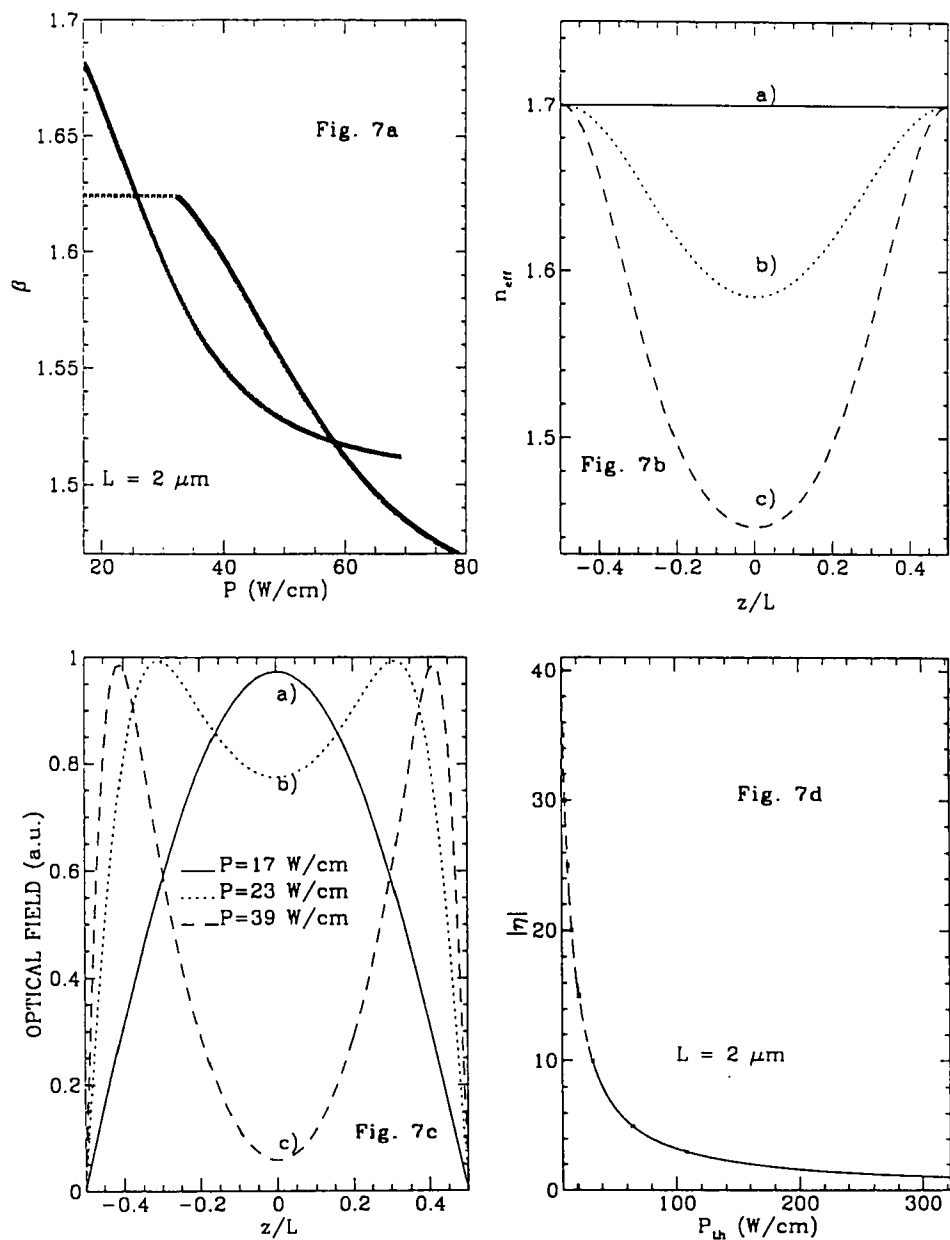 1.7
1.65
1.6
1.55
1.5
β
20
40
60
80
P (W/cm)
Fig. 7a
L = 2 μm
1.7
1.6
1.5
n_eff
−0.4
−0.2
0
0.2
0.4
z/L
a)
b)
c)
Fig. 7b
1
0.8
0.6
0.4
0.2
0
OPTICAL FIELD (a.u.)
−0.4
−0.2
0
0.2
0.4
z/L
a)
b)
P=17 W/cm
P=23 W/cm
P=39 W/cm
c)
Fig. 7c
40
30
20
10
0
|η|
100
200
300
P_th (W/cm)
Fig. 7d
L = 2 μm